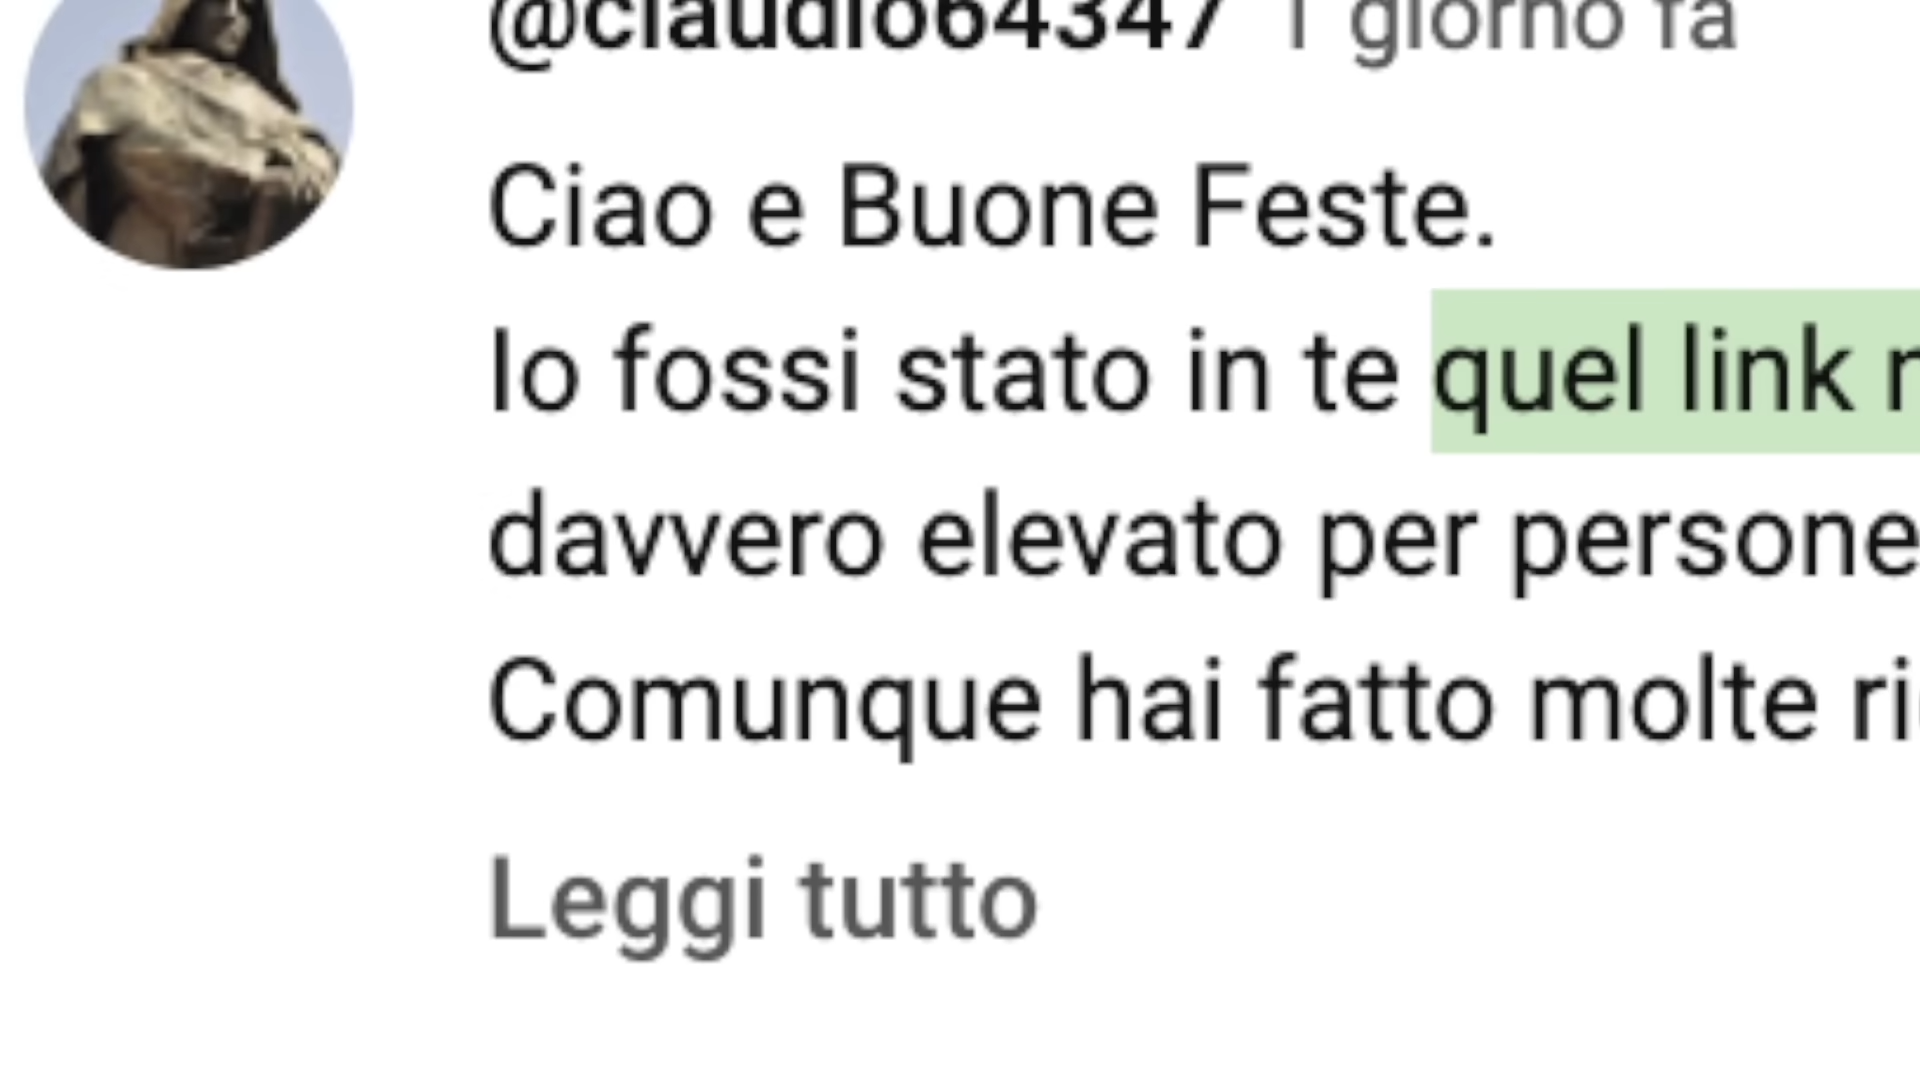 @claudio64347 1 giorno fa
Ciao e Buone Feste.
Io fossi stato in te quel link
davvero elevato per persone
Comunque hai fatto molte
Leggi tutto